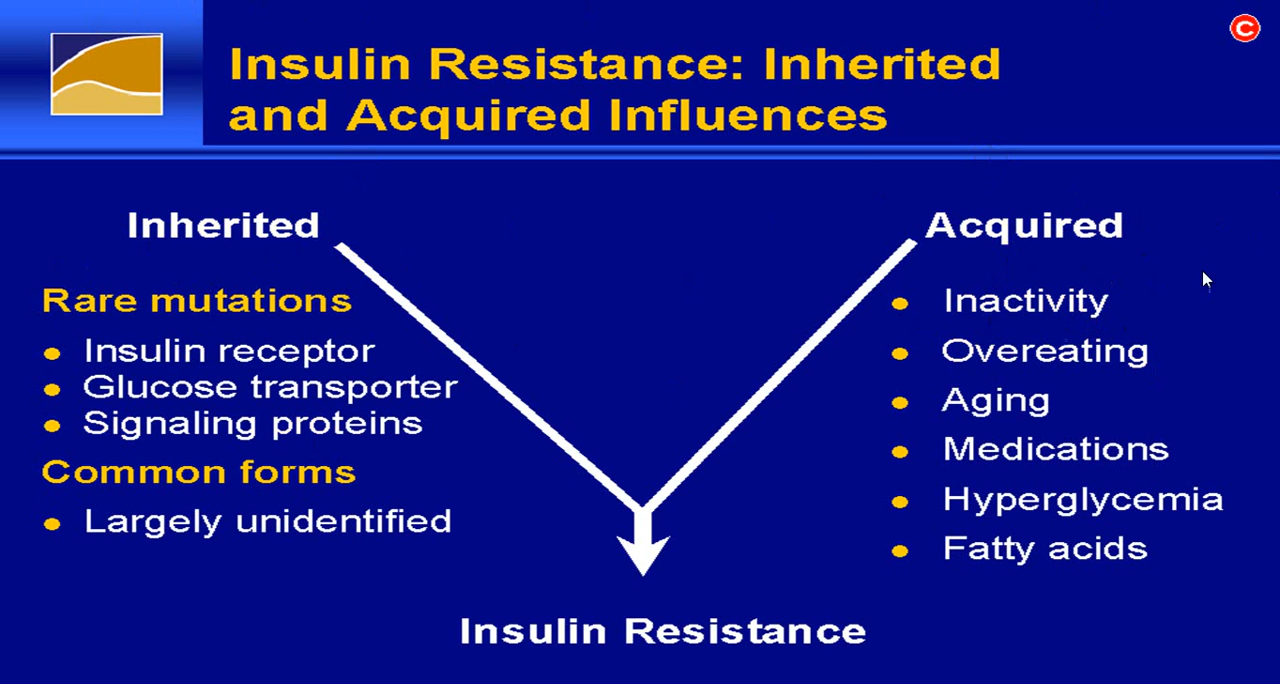 Insulin Resistance: Inherited
and Acquired Influences
C
Inherited
Rare mutations
• Insulin receptor
• Glucose transporter
• Signaling proteins
Common forms
• Largely unidentified
Acquired
• Inactivity
• Overeating
• Aging
• Medications
• Hyperglycemia
• Fatty acids
Insulin Resistance